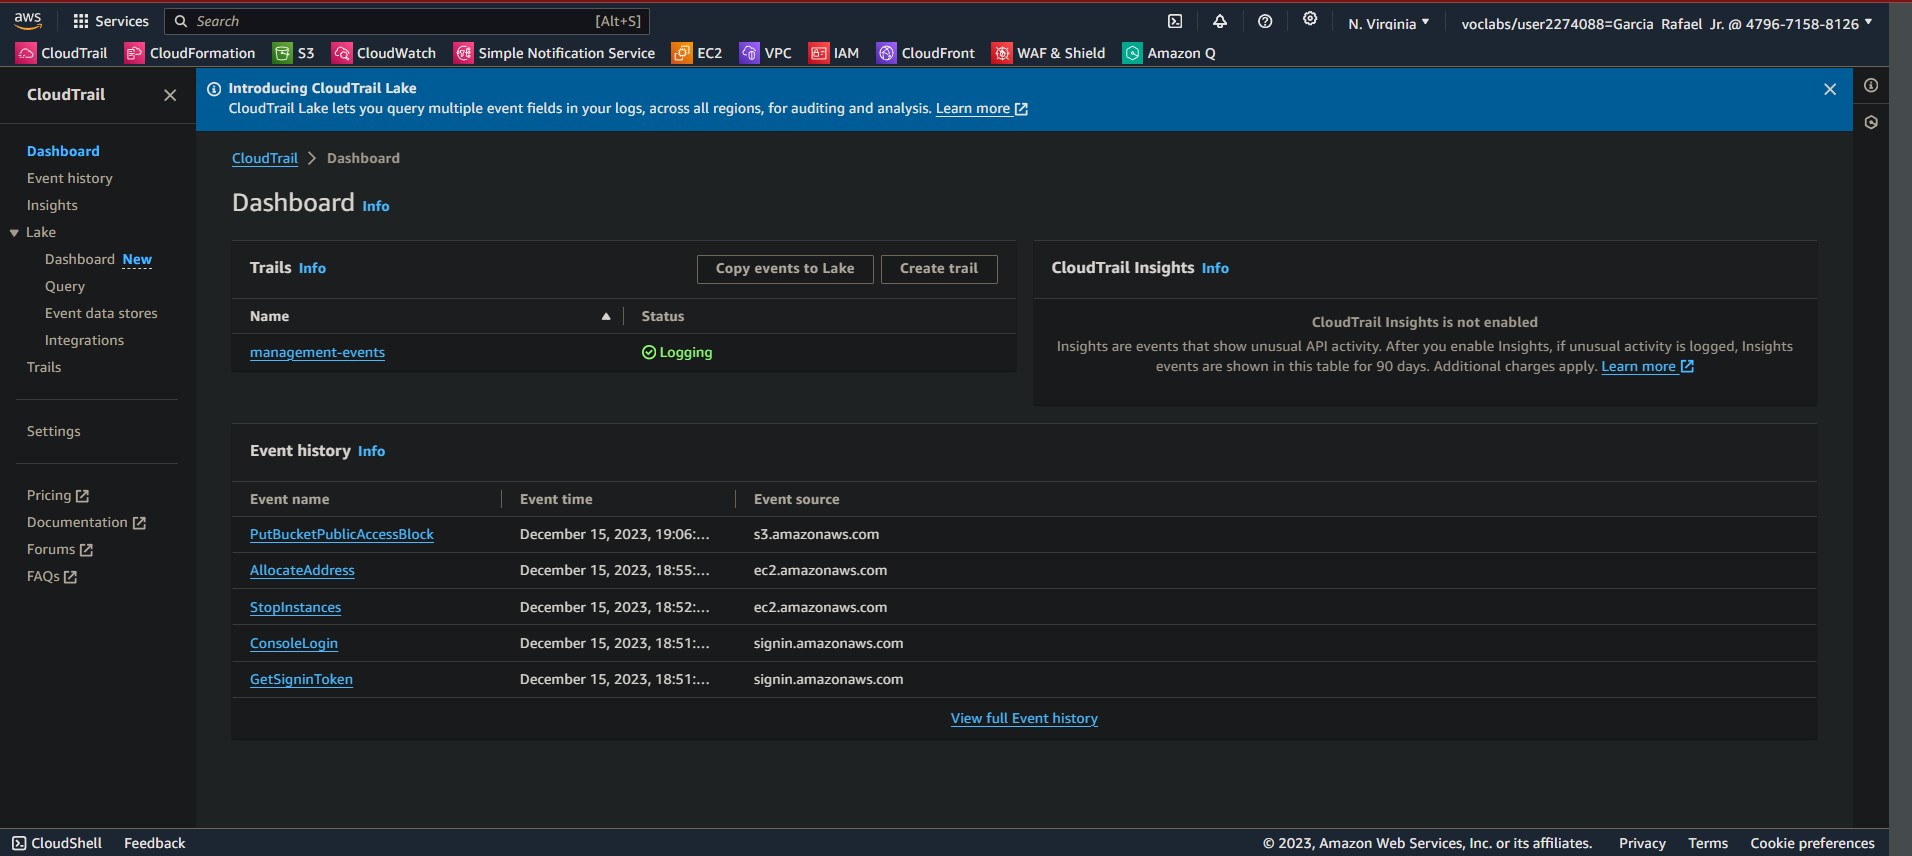 aws Services Search [Alt+S] N. Virginia voclabs/user2274088=Garcia_Rafael_Jr. @ 4796-7158-8126
CloudTrail CloudFormation S3 CloudWatch Simple Notification Service EC2 VPC IAM CloudFront WAF & Shield Amazon Q
CloudTrail
Dashboard
Event history
Insights
Lake
Dashboard New
Query
Event data stores
Integrations
Trails
Settings
Pricing
Documentation
Forums
FAQs
Introducing CloudTrail Lake
CloudTrail Lake lets you query multiple event fields in your logs, across all regions, for auditing and analysis. Learn more
CloudTrail Dashboard
Dashboard Info
Trails Info Copy events to Lake Create trail
Name Status
management-events Logging
CloudTrail Insights Info
CloudTrail Insights is not enabled
Insights are events that show unusual API activity. After you enable Insights, if unusual activity is logged, Insights
events are shown in this table for 90 days. Additional charges apply. Learn more
Event history Info
Event name Event time Event source
PutBucketPublicAccessBlock December 15, 2023, 19:06:... s3.amazonaws.com
AllocateAddress December 15, 2023, 18:55:... ec2.amazonaws.com
StopInstances December 15, 2023, 18:52:... ec2.amazonaws.com
ConsoleLogin December 15, 2023, 18:51:... signin.amazonaws.com
GetSigninToken December 15, 2023, 18:51:... signin.amazonaws.com
View full Event history
CloudShell Feedback © 2023, Amazon Web Services, Inc. or its affiliates. Privacy Terms Cookie preferences